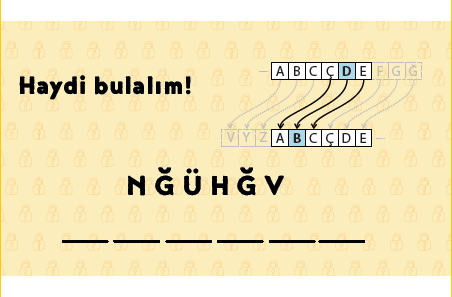 A B C Ç D E F G Ğ
Haydi bulalım!
V Y Z A B C Ç D E
N Ğ Ü H Ğ V